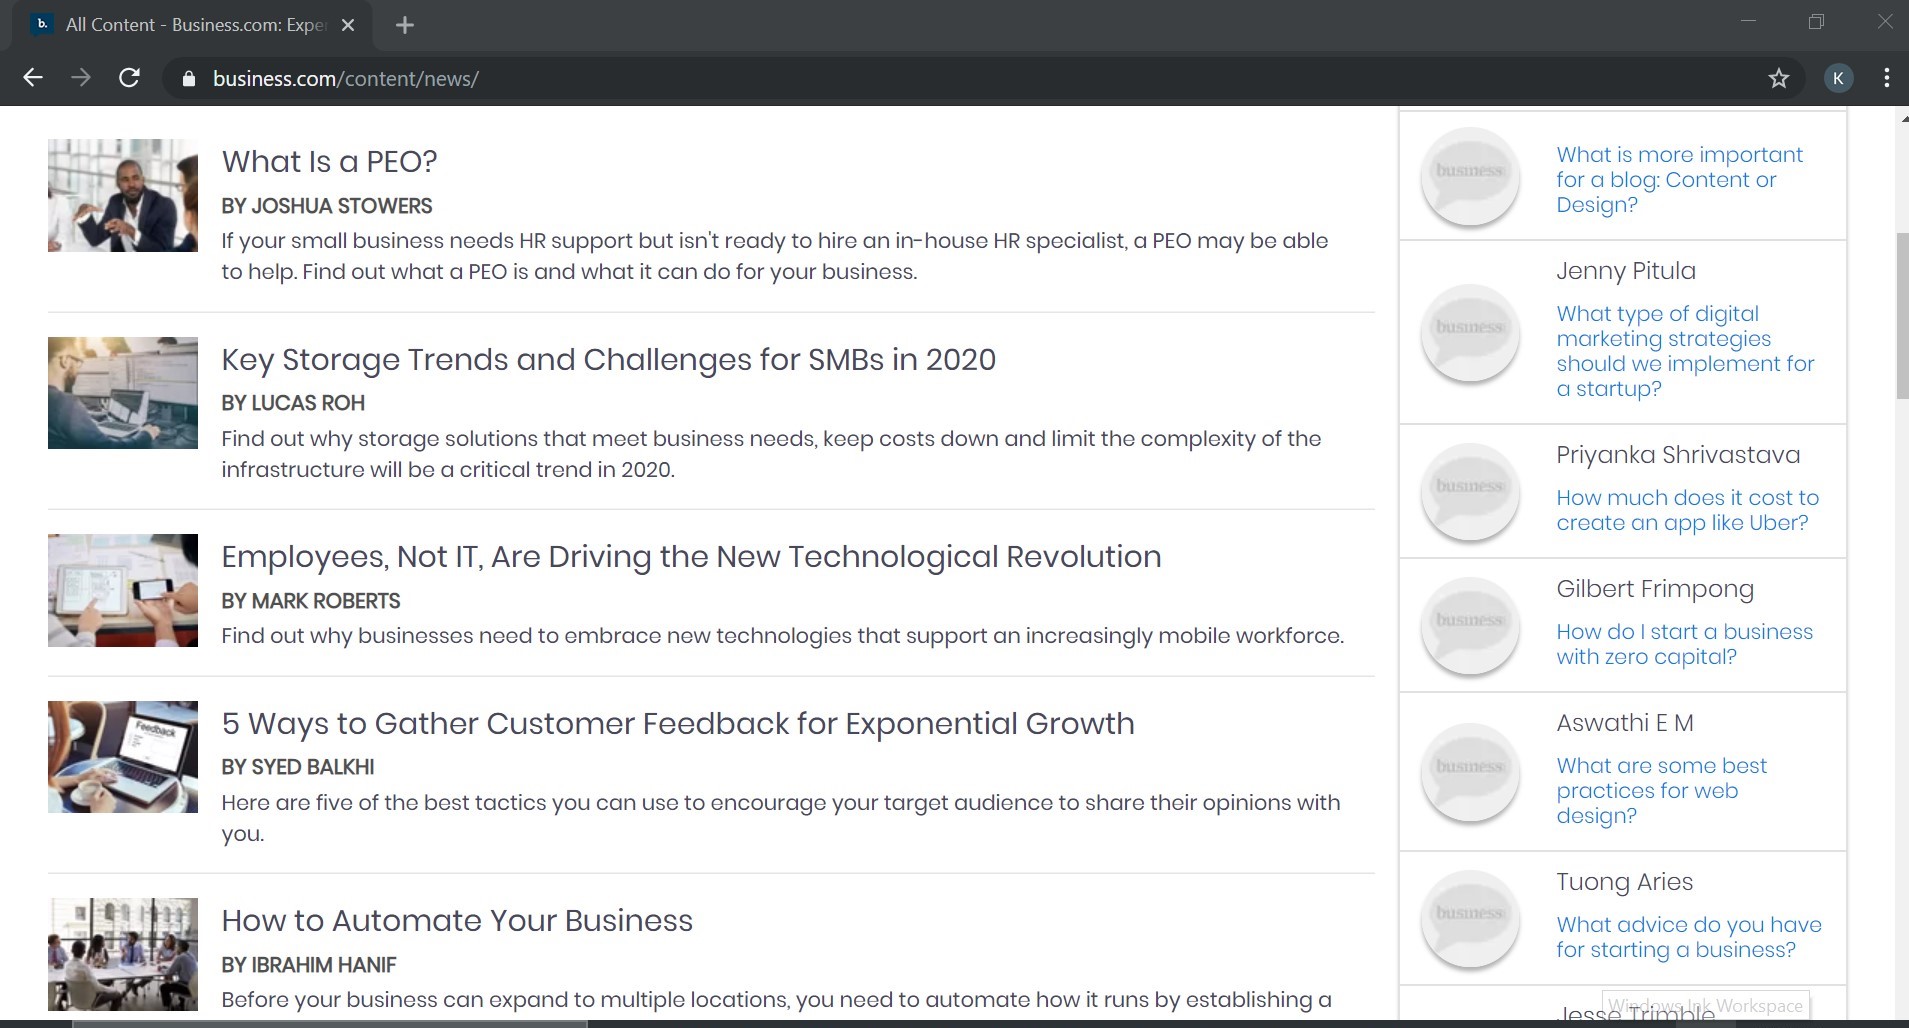 b. All Content - Business.com: Expe
business.com/content/news/
K
What Is a PEO?
BY JOSHUA STOWERS
If your small business needs HR support but isn't ready to hire an in-house HR specialist, a PEO may be able
to help. Find out what a PEO is and what it can do for your business.
Key Storage Trends and Challenges for SMBs in 2020
BY LUCAS ROH
Find out why storage solutions that meet business needs, keep costs down and limit the complexity of the
infrastructure will be a critical trend in 2020.
Employees, Not IT, Are Driving the New Technological Revolution
BY MARK ROBERTS
Find out why businesses need to embrace new technologies that support an increasingly mobile workforce.
Feedback
5 Ways to Gather Customer Feedback for Exponential Growth
BY SYED BALKHI
Here are five of the best tactics you can use to encourage your target audience to share their opinions with
you.
How to Automate Your Business
BY IBRAHIM HANIF
Before your business can expand to multiple locations, you need to automate how it runs by establishing a
business
What is more important
for a blog: Content or
Design?
business
Jenny Pitula
What type of digital
marketing strategies
should we implement for
a startup?
business
Priyanka Shrivastava
How much does it cost to
create an app like Uber?
business
Gilbert Frimpong
How do I start a business
with zero capital?
business
Aswathi E M
What are some best
practices for web
design?
business
Tuong Aries
What advice do you have
for starting a business?
Jesse Trimble
Windows Ink Workspace